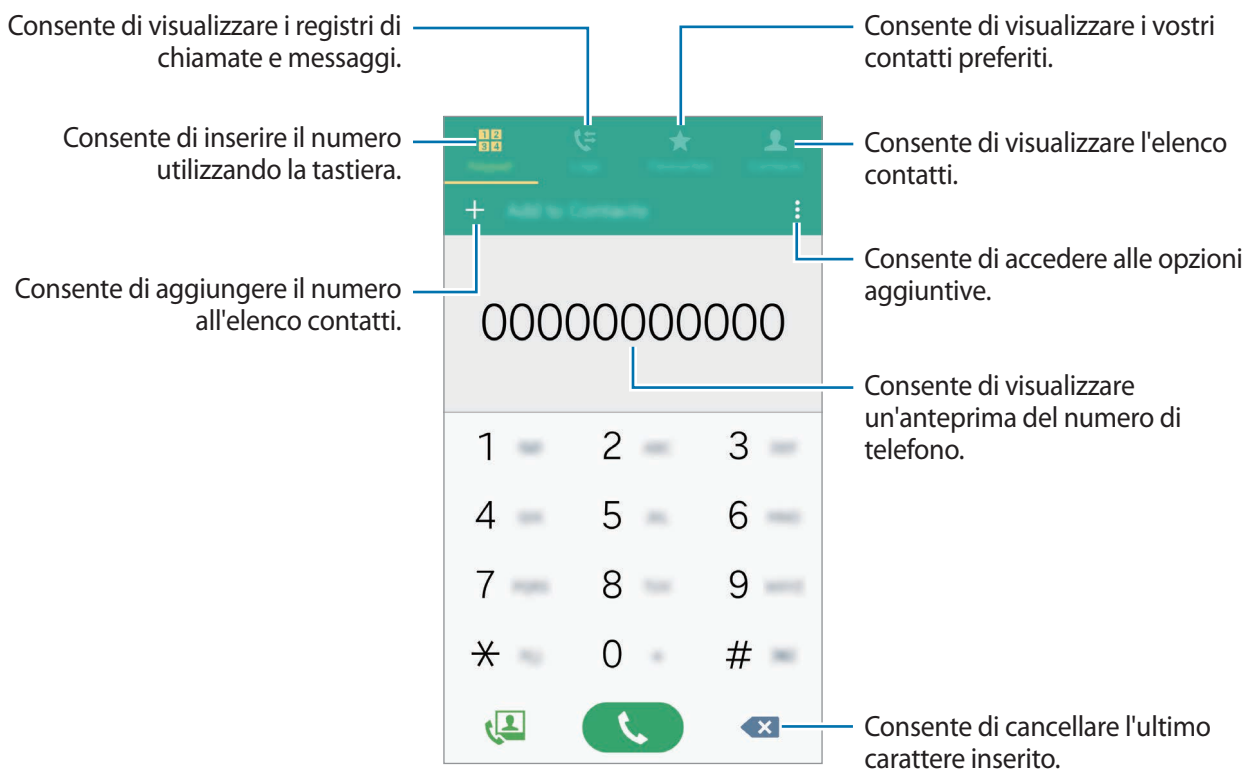 Consente di visualizzare i registri di
chiamate e messaggi.
Consente di visualizzare i vostri
contatti preferiti.
Consente di inserire il numero
utilizzando la tastiera.
Consente di visualizzare l'elenco
contatti.
Consente di aggiungere il numero
all'elenco contatti.
Consente di accedere alle opzioni
aggiuntive.
Add to Contacts
00000000000
Consente di visualizzare
un'anteprima del numero di
telefono.
1 2 3
4 5 6
7 8 9
* 0 #
Consente di cancellare l'ultimo
carattere inserito.